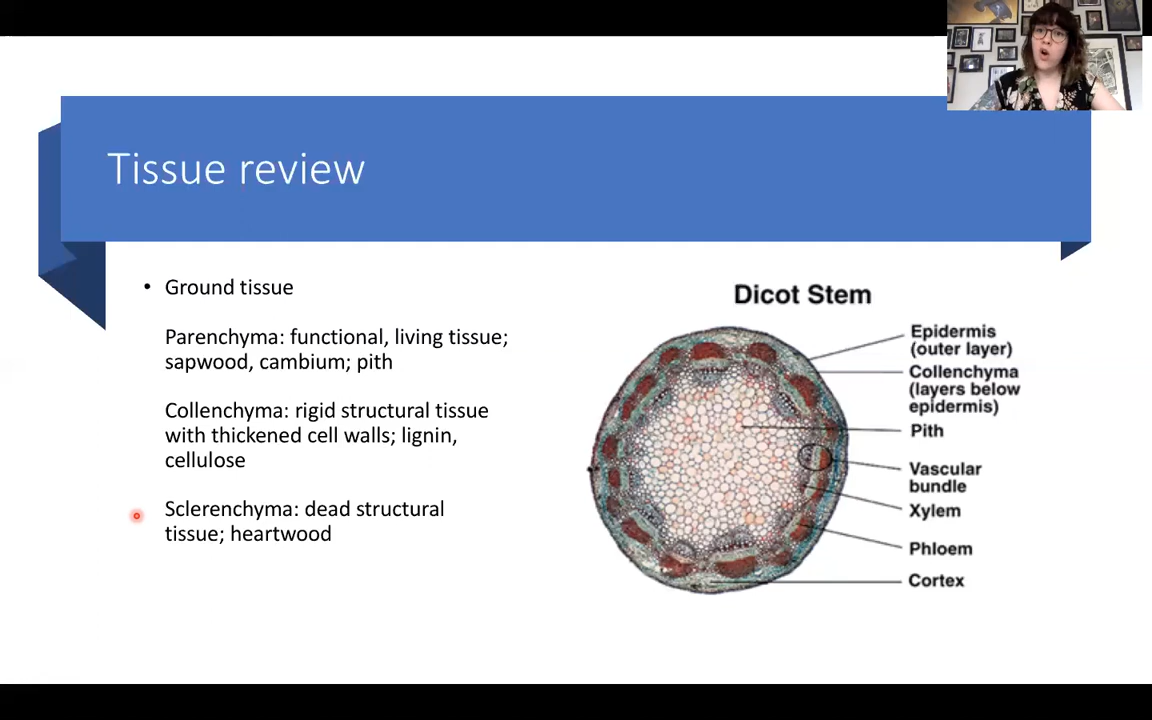 Tissue review
• Ground tissue
Parenchyma: functional, living tissue;
sapwood, cambium; pith
Collenchyma: rigid structural tissue
with thickened cell walls; lignin,
cellulose
Sclerenchyma: dead structural
tissue; heartwood
Dicot Stem
Epidermis
(outer layer)
Collenchyma
(layers below
epidermis)
Pith
Vascular
bundle
Xylem
Phloem
Cortex